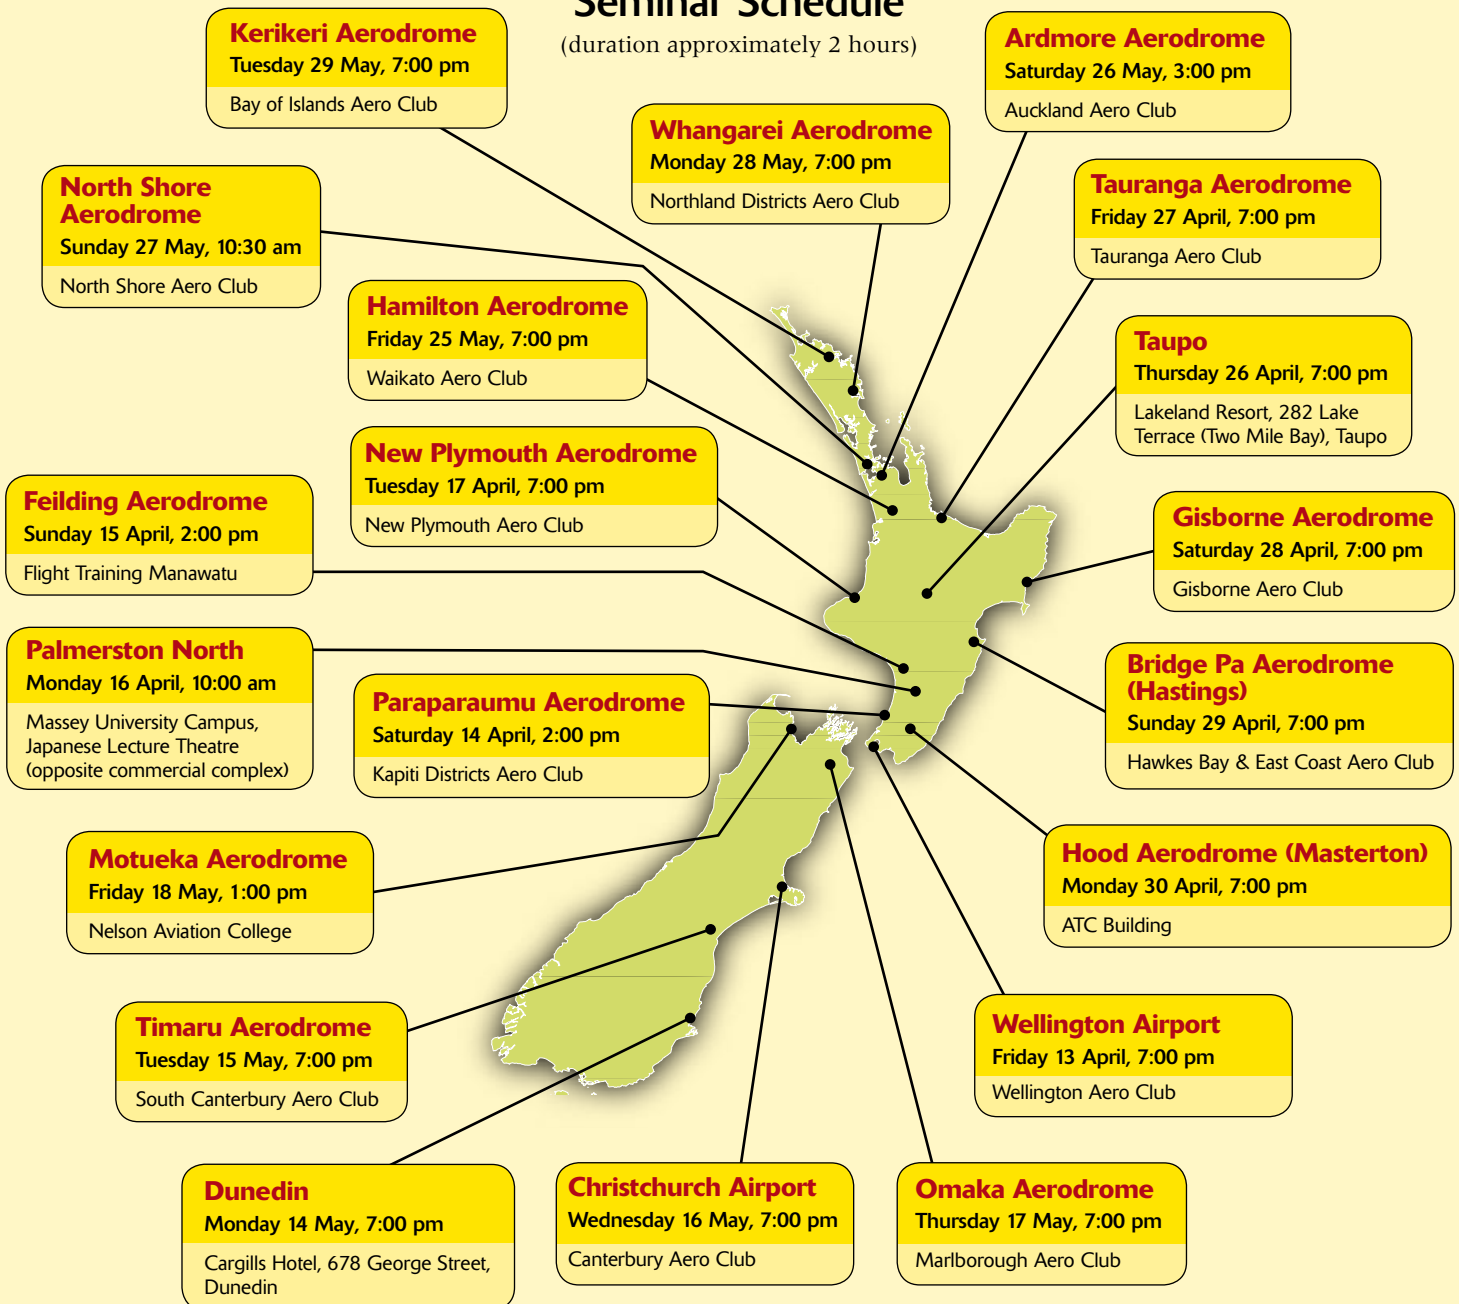 Seminar Schedule
(duration approximately 2 hours)
Kerikeri Aerodrome
Tuesday 29 May, 7:00 pm
Bay of Islands Aero Club
Ardmore Aerodrome
Saturday 26 May, 3:00 pm
Auckland Aero Club
Whangarei Aerodrome
Monday 28 May, 7:00 pm
Northland Districts Aero Club
North Shore
Aerodrome
Sunday 27 May, 10:30 am
North Shore Aero Club
Tauranga Aerodrome
Friday 27 April, 7:00 pm
Tauranga Aero Club
Hamilton Aerodrome
Friday 25 May, 7:00 pm
Waikato Aero Club
Taupo
Thursday 26 April, 7:00 pm
Lakeland Resort, 282 Lake
Terrace (Two Mile Bay), Taupo
New Plymouth Aerodrome
Tuesday 17 April, 7:00 pm
New Plymouth Aero Club
Feilding Aerodrome
Sunday 15 April, 2:00 pm
Flight Training Manawatu
Gisborne Aerodrome
Saturday 28 April, 7:00 pm
Gisborne Aero Club
Palmerston North
Monday 16 April, 10:00 am
Massey University Campus,
Japanese Lecture Theatre
(opposite commercial complex)
Paraparaumu Aerodrome
Saturday 14 April, 2:00 pm
Kapiti Districts Aero Club
Bridge Pa Aerodrome
(Hastings)
Sunday 29 April, 7:00 pm
Hawkes Bay & East Coast Aero Club
Motueka Aerodrome
Friday 18 May, 1:00 pm
Nelson Aviation College
Hood Aerodrome (Masterton)
Monday 30 April, 7:00 pm
ATC Building
Timaru Aerodrome
Tuesday 15 May, 7:00 pm
South Canterbury Aero Club
Wellington Airport
Friday 13 April, 7:00 pm
Wellington Aero Club
Dunedin
Monday 14 May, 7:00 pm
Cargills Hotel, 678 George Street,
Dunedin
Christchurch Airport
Wednesday 16 May, 7:00 pm
Canterbury Aero Club
Omaka Aerodrome
Thursday 17 May, 7:00 pm
Marlborough Aero Club